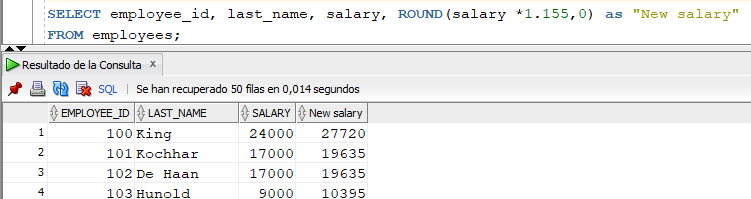 SELECT employee_id, last_name, salary, ROUND(salary *1.155,0) as "New salary"
FROM employees;
Resultado de la Consulta x
SQL | Se han recuperado 50 filas en 0,014 segundos
EMPLOYEE_ID LAST_NAME SALARY New salary
1 100 King 24000 27720
2 101 Kochhar 17000 19635
3 102 De Haan 17000 19635
4 103 Hunold 9000 10395